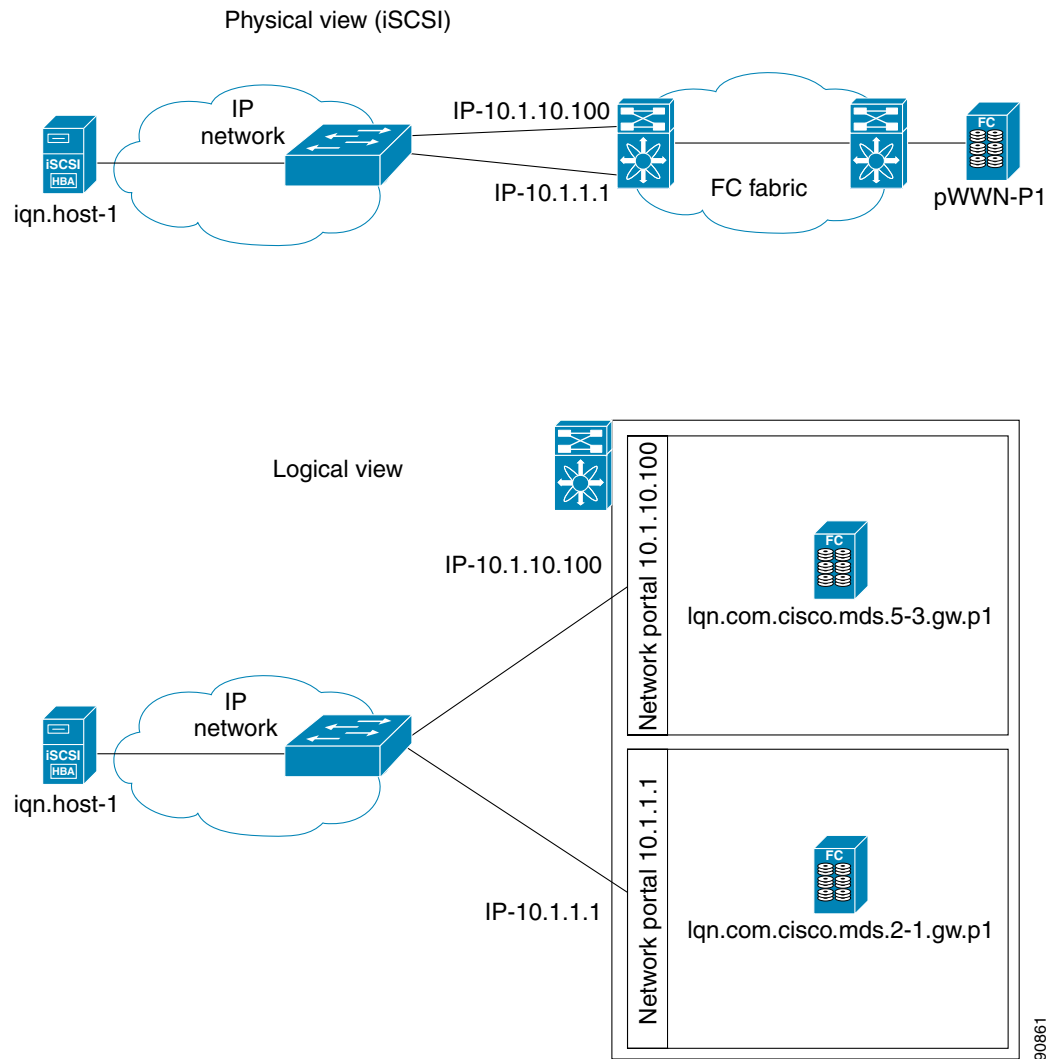 Physical view (iSCSI)
IP
network
IP-10.1.10.100
IP-10.1.1.1
iSCSI
HBA
iqn.host-1
FC fabric
FC
pWWN-P1
Logical view
IP-10.1.10.100
Network portal 10.1.10.100
FC
lqn.com.cisco.mds.5-3.gw.p1
IP
network
iSCSI
HBA
iqn.host-1
IP-10.1.1.1
Network portal 10.1.1.1
FC
lqn.com.cisco.mds.2-1.gw.p1
90861